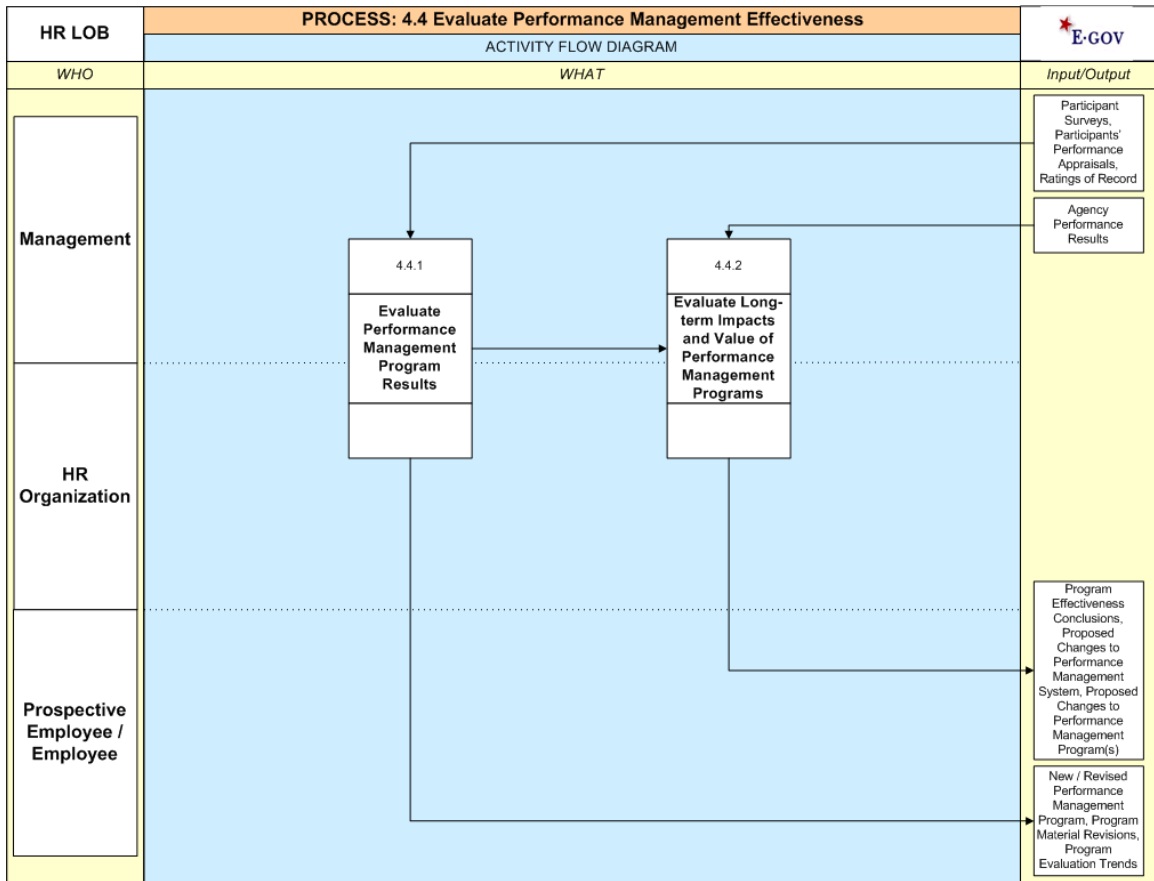 HR LOB
PROCESS: 4.4 Evaluate Performance Management Effectiveness
ACTIVITY FLOW DIAGRAM
E-GOV
WHO
WHAT
Input/Output
Management
HR
Organization
Prospective
Employee /
Employee
4.4.1
Evaluate
Performance
Management
Program
Results
4.4.2
Evaluate Long-
term Impacts
and Value of
Performance
Management
Programs
Participant
Surveys,
Participants'
Performance
Appraisals,
Ratings of Record
Agency
Performance
Results
Program
Effectiveness
Conclusions,
Proposed
Changes to
Performance
Management
System, Proposed
Changes to
Performance
Management
Program(s)
New / Revised
Performance
Management
Program, Program
Material Revisions,
Program
Evaluation Trends